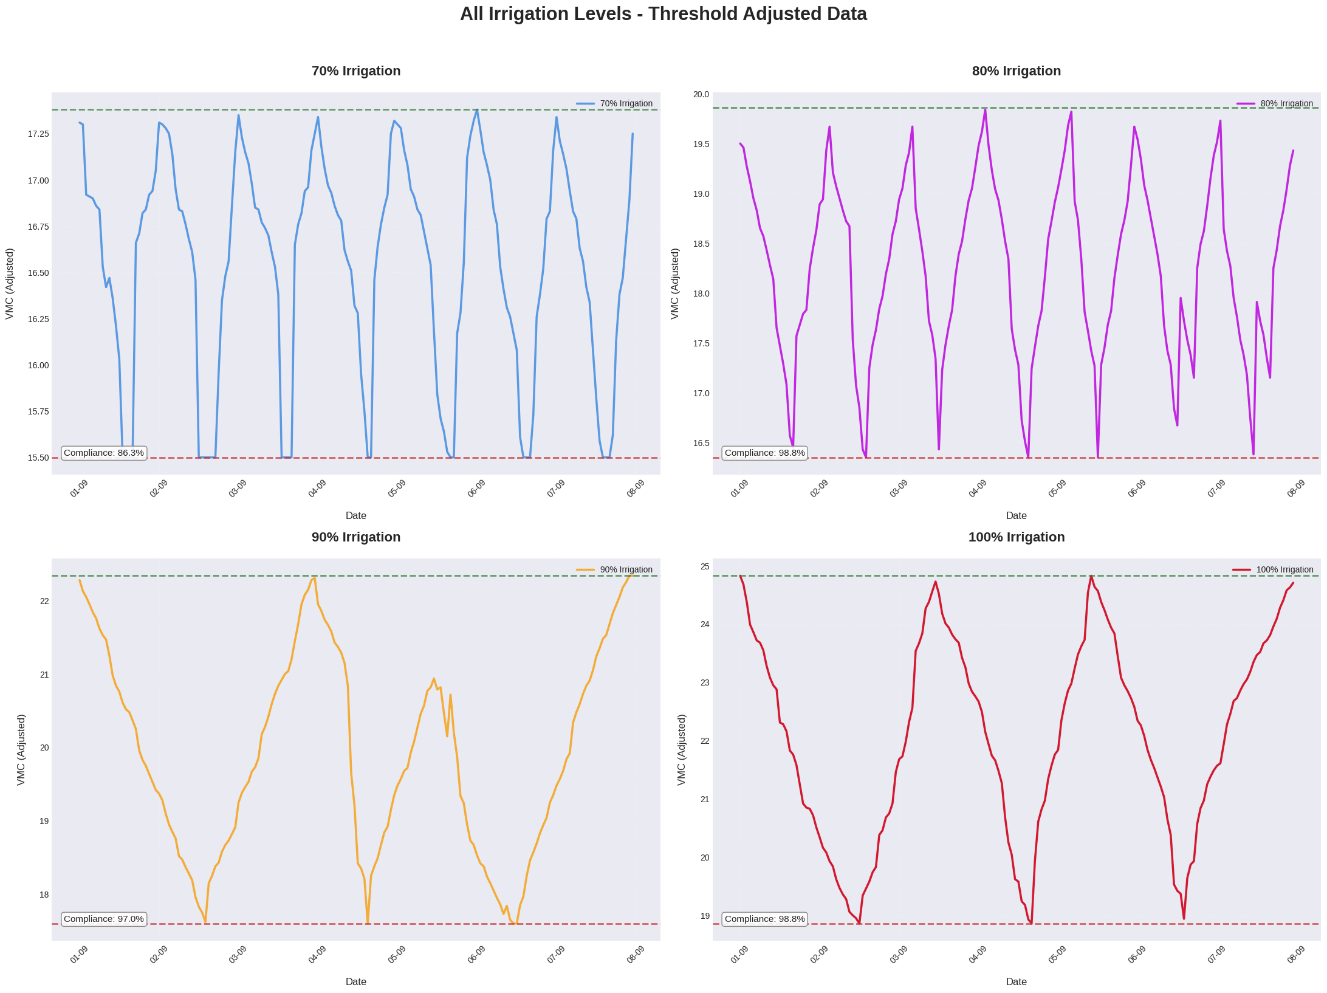 All Irrigation Levels - Threshold Adjusted Data
70% Irrigation
70% Irrigation
VMC (Adjusted)
17.25
17.00
16.75
16.50
16.25
16.00
15.75
15.50
Compliance: 86.3%
01-09
02-09
03-09
04-09
05-09
06-09
07-09
08-09
Date
80% Irrigation
80% Irrigation
VMC (Adjusted)
20.0
19.5
19.0
18.5
18.0
17.5
17.0
16.5
Compliance: 98.8%
01-09
02-09
03-09
04-09
05-09
06-09
07-09
08-09
Date
90% Irrigation
90% Irrigation
VMC (Adjusted)
22
21
20
19
18
Compliance: 97.0%
01-09
02-09
03-09
04-09
05-09
06-09
07-09
08-09
Date
100% Irrigation
100% Irrigation
VMC (Adjusted)
25
24
23
22
21
20
19
Compliance: 98.8%
01-09
02-09
03-09
04-09
05-09
06-09
07-09
08-09
Date